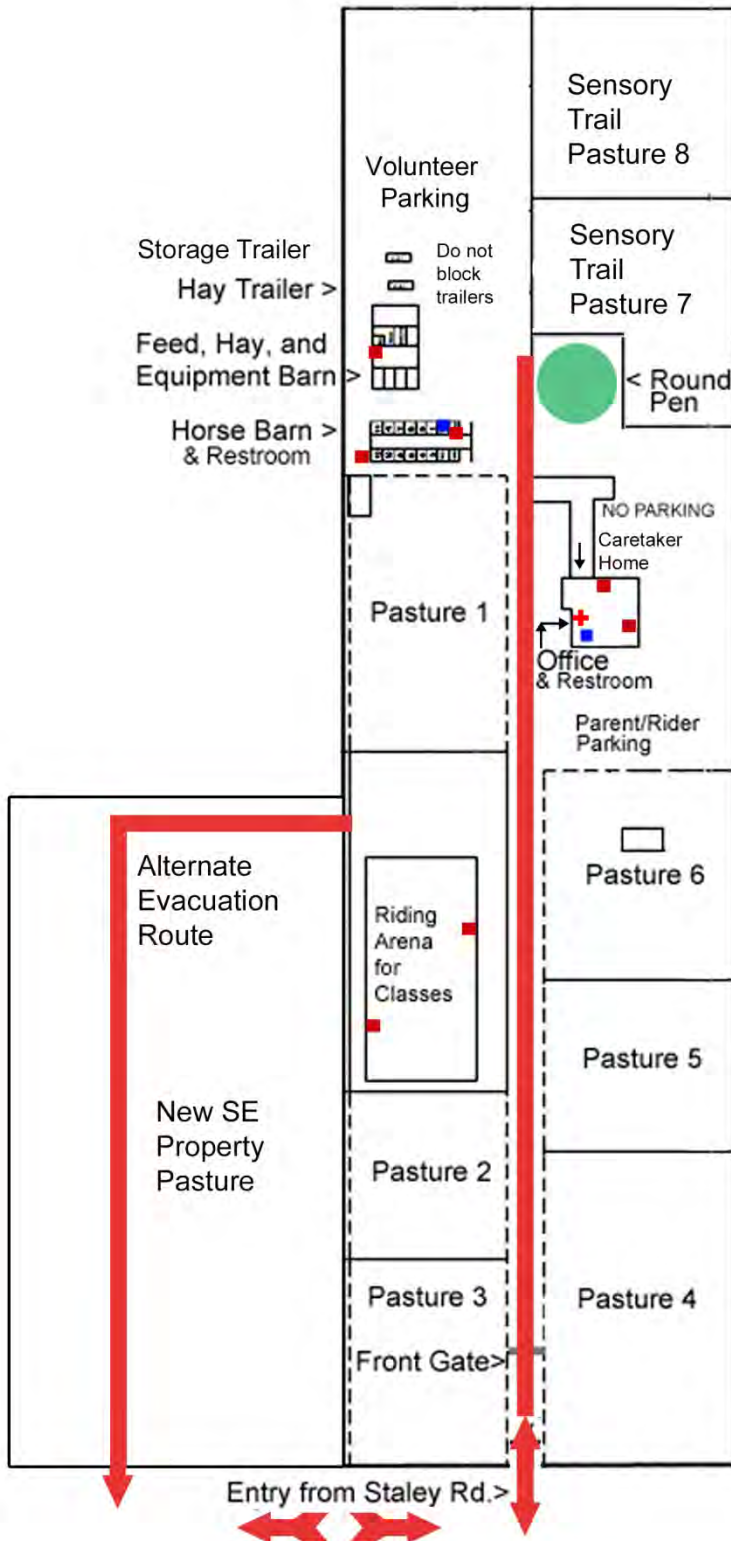 Sensory
Trail
Pasture 8
Volunteer
Parking
Storage Trailer
Do not
block
trailers
Sensory
Trail
Pasture 7
Hay Trailer >
Feed, Hay, and
Equipment Barn >
< Round
Pen
Horse Barn >
& Restroom
NO PARKING
Caretaker
Home
Pasture 1
Office
& Restroom
Parent/Rider
Parking
Alternate
Evacuation
Route
Pasture 6
Riding
Arena
for
Classes
Pasture 5
New SE
Property
Pasture
Pasture 2
Pasture 3
Pasture 4
Front Gate>
Entry from Staley Rd.>